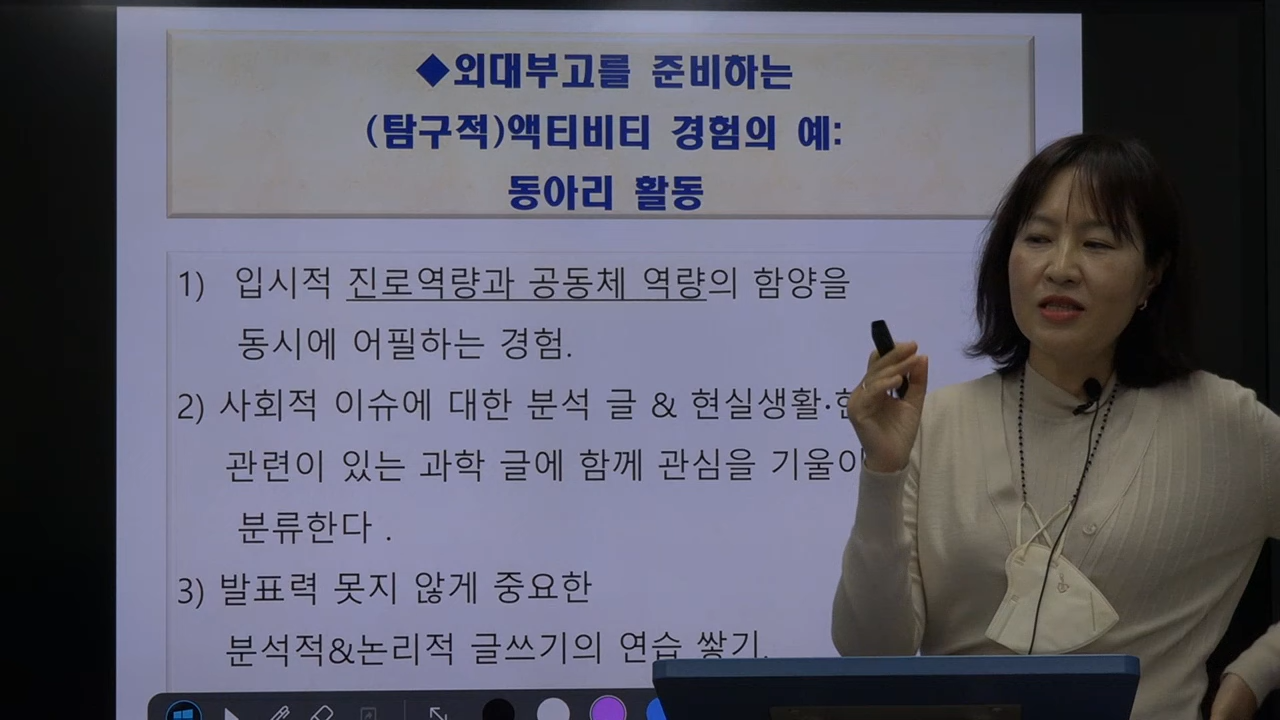 ◆외대부고를 준비하는
(탐구적)액티비티 경험의 예:
동아리 활동
1) 입시적 진로역량과 공동체 역량의 함양을
동시에 어필하는 경험.
2) 사회적 이슈에 대한 분석 글 & 현실생활·
관련이 있는 과학 글에 함께 관심을
분류한다 .
3) 발표력 못지 않게 중요한
분석적&논리적 글쓰기의 연습 쌓기.